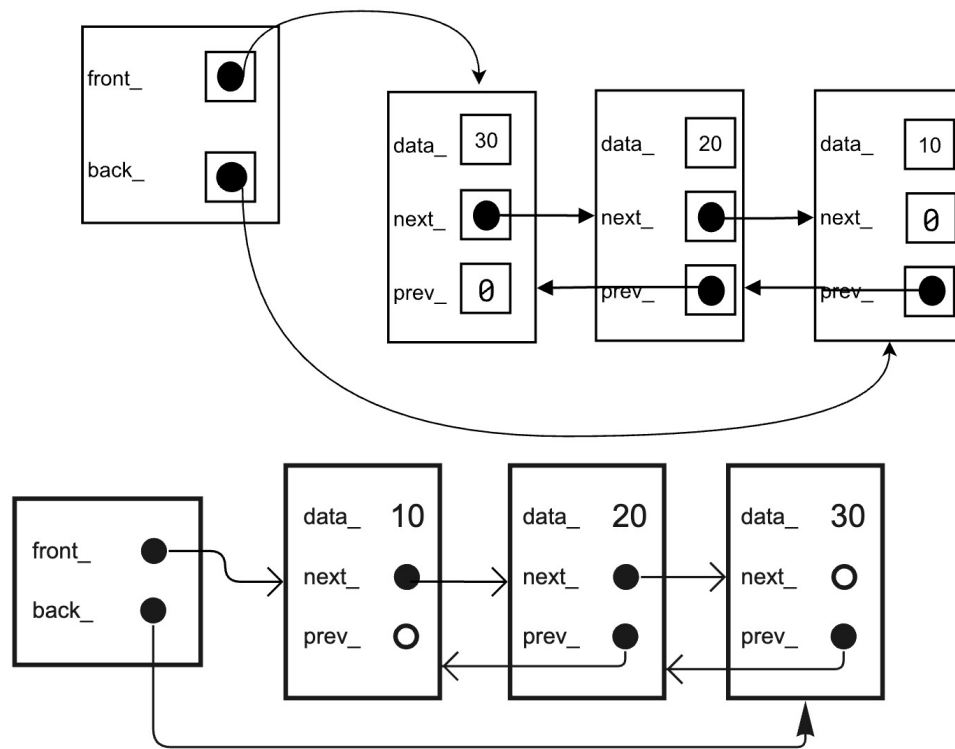 front_
back_
data_ 30
next_
prev_ 0
data_ 20
next_
prev_
data_ 10
next_ 0
prev_
front_
back_
data_ 10
next_
prev_
data_ 20
next_
prev_
data_ 30
next_
prev_